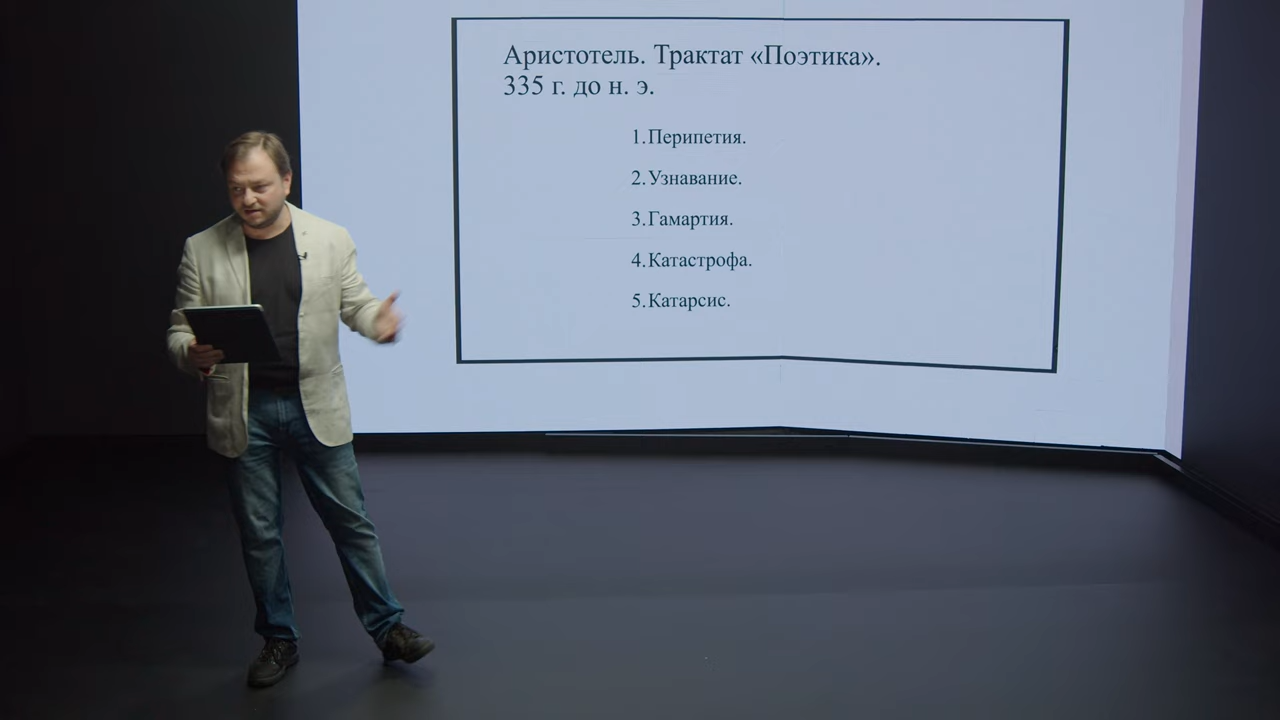 Аристотель. Трактат «Поэтика».
335 г. до н. э.
1.Перипетия.
2.Узнавание.
3.Гамартия.
4.Катастрофа.
5.Катарсис.